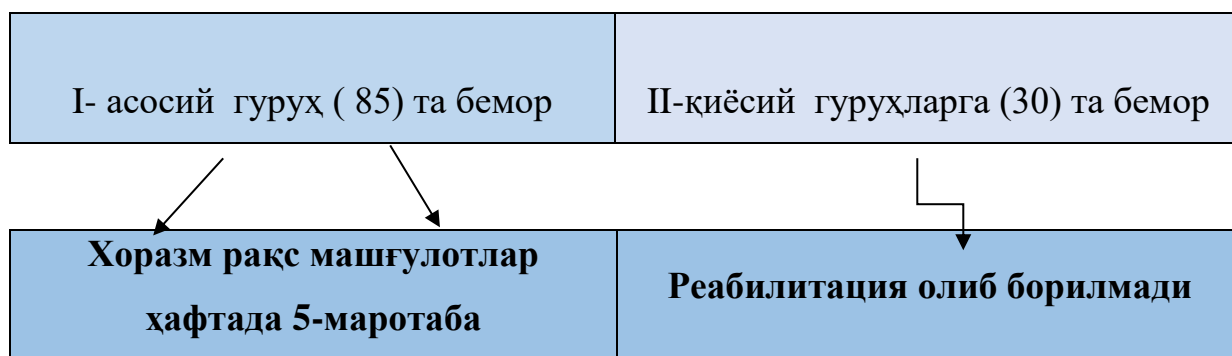 I- асосий гуруҳ ( 85) та бемор
II-қиёсий гуруҳларга (30) та бемор
Хоразм рақс машғулотлар
ҳафтада 5-маротаба
Реабилитация олиб борилмади